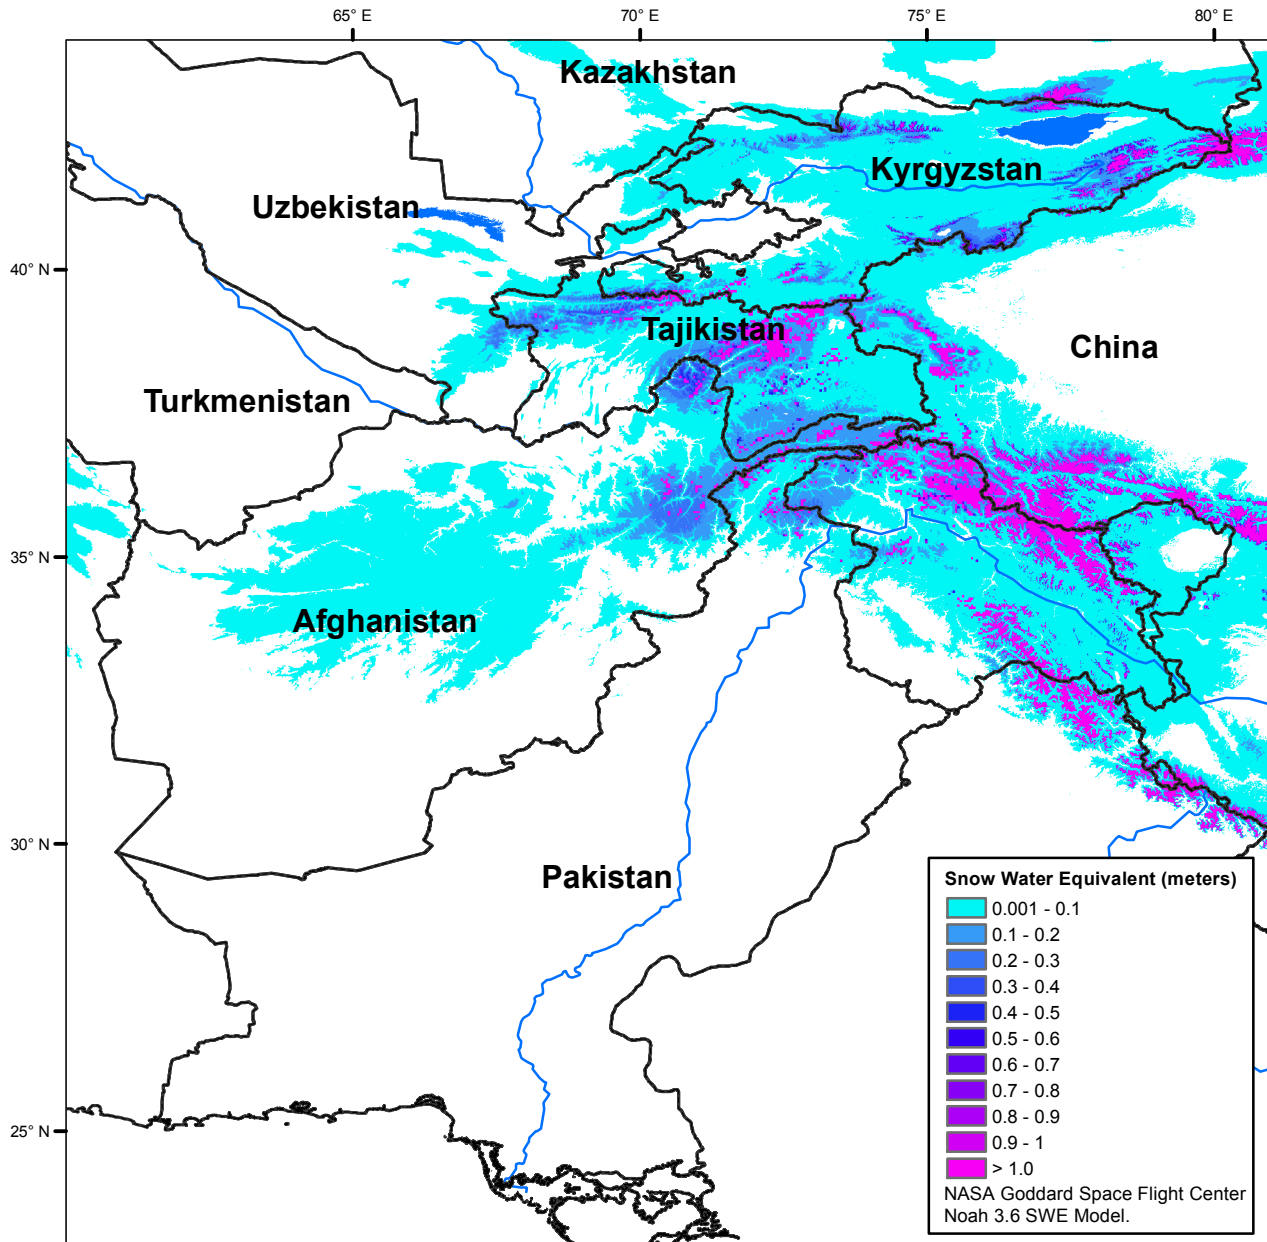 65° E
70° E
75° E
80° E
Kazakhstan
Kyrgyzstan
Uzbekistan
40° N
Tajikistan
China
Turkmenistan
35° N
Afghanistan
30° N
Pakistan
25° N
Snow Water Equivalent (meters)
0.001 - 0.1
0.1 - 0.2
0.2 - 0.3
0.3 - 0.4
0.4 - 0.5
0.5 - 0.6
0.6 - 0.7
0.7 - 0.8
0.8 - 0.9
0.9 - 1
> 1.0
NASA Goddard Space Flight Center
Noah 3.6 SWE Model.